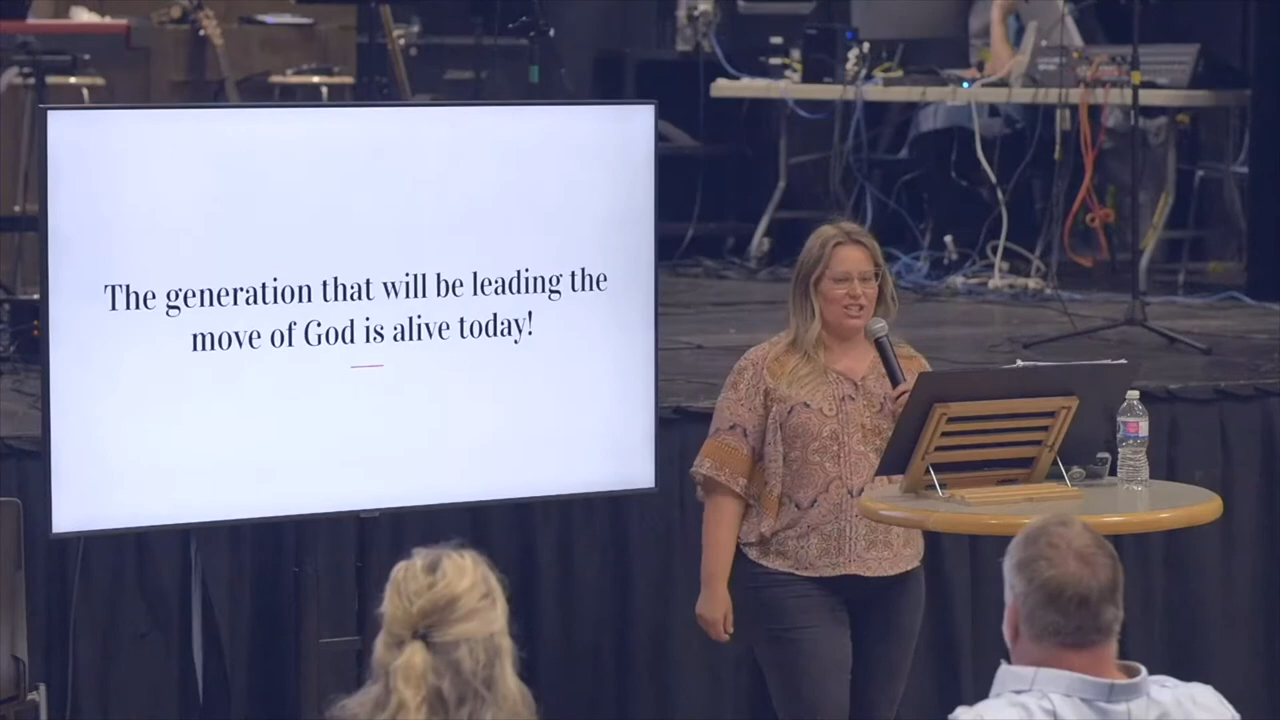 The generation that will be leading the
move of God is alive today!